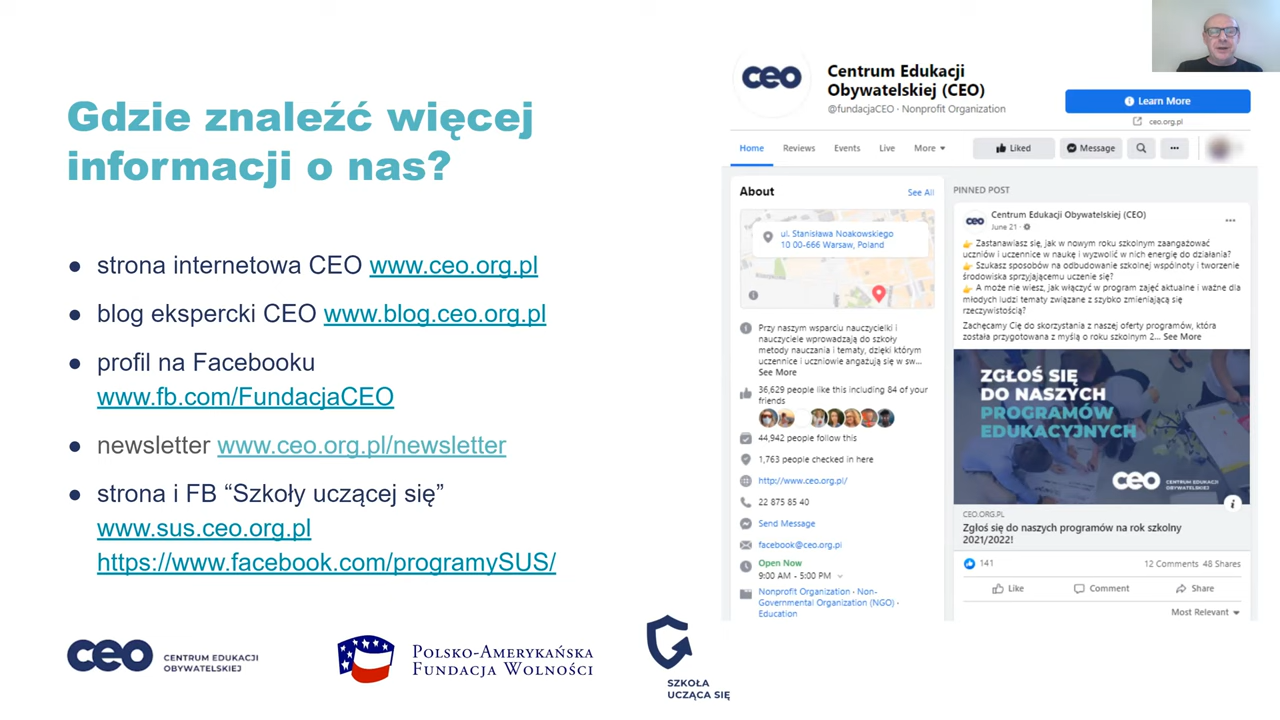 Gdzie znaleźć więcej
informacji o nas?
● strona internetowa CEO www.ceo.org.pl
● blog ekspercki CEO www.blog.ceo.org.pl
● profil na Facebooku
www.fb.com/FundacjaCEO
● newsletter www.ceo.org.pl/newsletter
● strona i FB “Szkoły uczącej się”
www.sus.ceo.org.pl
https://www.facebook.com/programySUS/
ceo CENTRUM EDUKACJI
OBYWATELSKIEJ
POLSKO-AMERYKAŃSKA
FUNDACJA WOLNOŚCI
SZKOŁA
UCZĄCA SIĘ
ceo
Centrum Edukacji
Obywatelskiej (CEO)
@fundacjaCEO · Nonprofit Organization
Learn More
ceo.org.pl
Home Reviews Events Live More
Liked Message
About See All
ul. Stanisława Noakowskiego
10 00-666 Warsaw, Poland
Przy naszym wsparciu nauczycielki i
nauczyciele wprowadzają do szkoły
metody nauczania i tematy, dzięki którym
uczennice i uczniowie angażują się w sw...
See More
36,629 people like this including 84 of your
friends
44,942 people follow this
1,763 people checked in here
http://www.ceo.org.pl/
22 875 85 40
Send Message
facebook@ceo.org.pl
Open Now
9:00 AM - 5:00 PM
Nonprofit Organization · Non-
Governmental Organization (NGO) ·
Education
PINNED POST
ceo
Centrum Edukacji Obywatelskiej (CEO)
June 21 ·
👉 Zastanawiasz się, jak w nowym roku szkolnym zaangażować
uczniów i uczennice w naukę i wyzwolić w nich energię do działania?
👉 Szukasz sposobów na odbudowanie szkolnej wspólnoty i tworzenie
środowiska sprzyjającemu uczenie się?
👉 A może nie wiesz, jak włączyć w program zajęć aktualne i ważne dla
młodych ludzi tematy związane z szybko zmieniającą się
rzeczywistością?
Zachęcamy Cię do skorzystania z naszej oferty programów, która
została przygotowana z myślą o roku szkolnym 2... See More
ZGŁOŚ SIĘ
DO NASZYCH
PROGRAMÓW
EDUKACYJNYCH
ceo CENTRUM EDUKACJI
OBYWATELSKIEJ
CEO.ORG.PL
Zgłoś się do naszych programów na rok szkolny
2021/2022!
141 12 Comments 48 Shares
Like Comment Share
Most Relevant